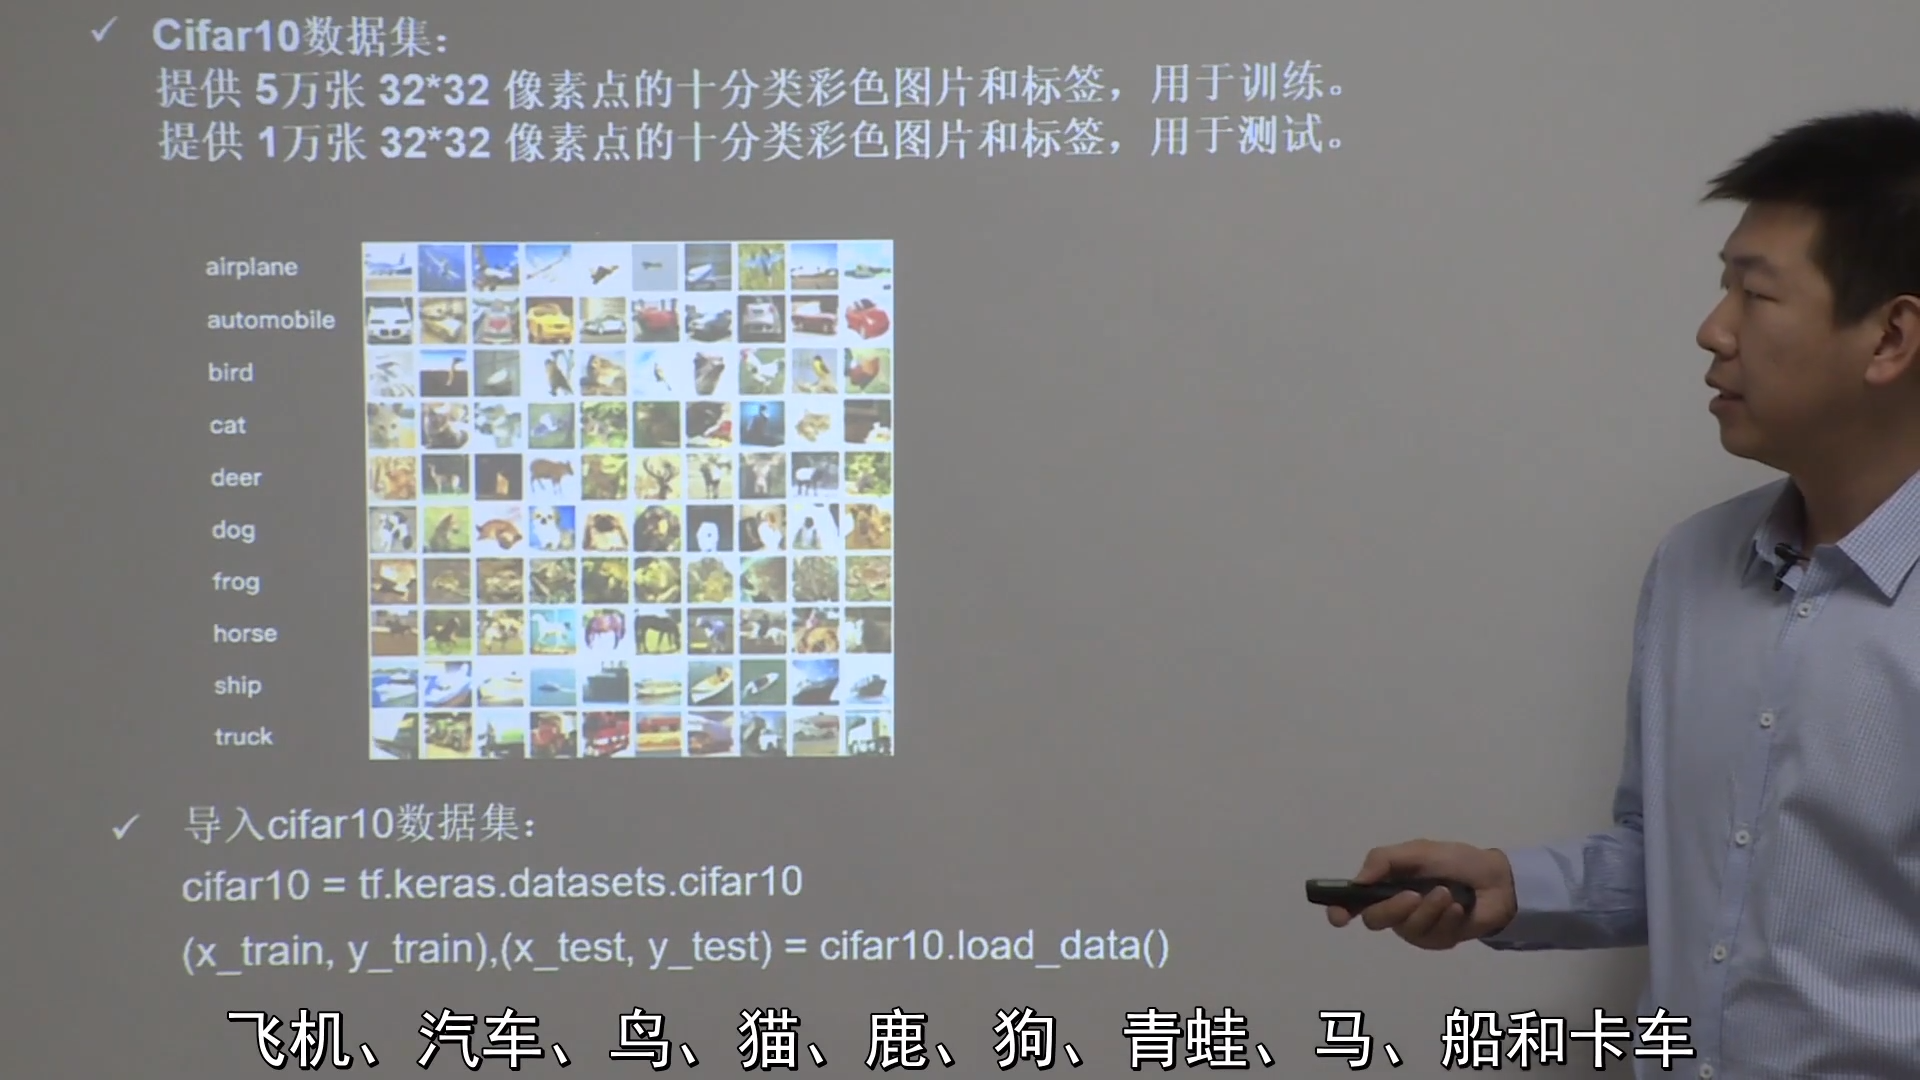 ✓ Cifar10数据集：
提供 5万张 32*32 像素点的十分类彩色图片和标签，用于训练。
提供 1万张 32*32 像素点的十分类彩色图片和标签，用于测试。
airplane
automobile
bird
cat
deer
dog
frog
horse
ship
truck
✓ 导入cifar10数据集：
cifar10 = tf.keras.datasets.cifar10
(x_train, y_train),(x_test, y_test) = cifar10.load_data()
飞机、汽车、鸟、猫、鹿、狗、青蛙、马、船和卡车